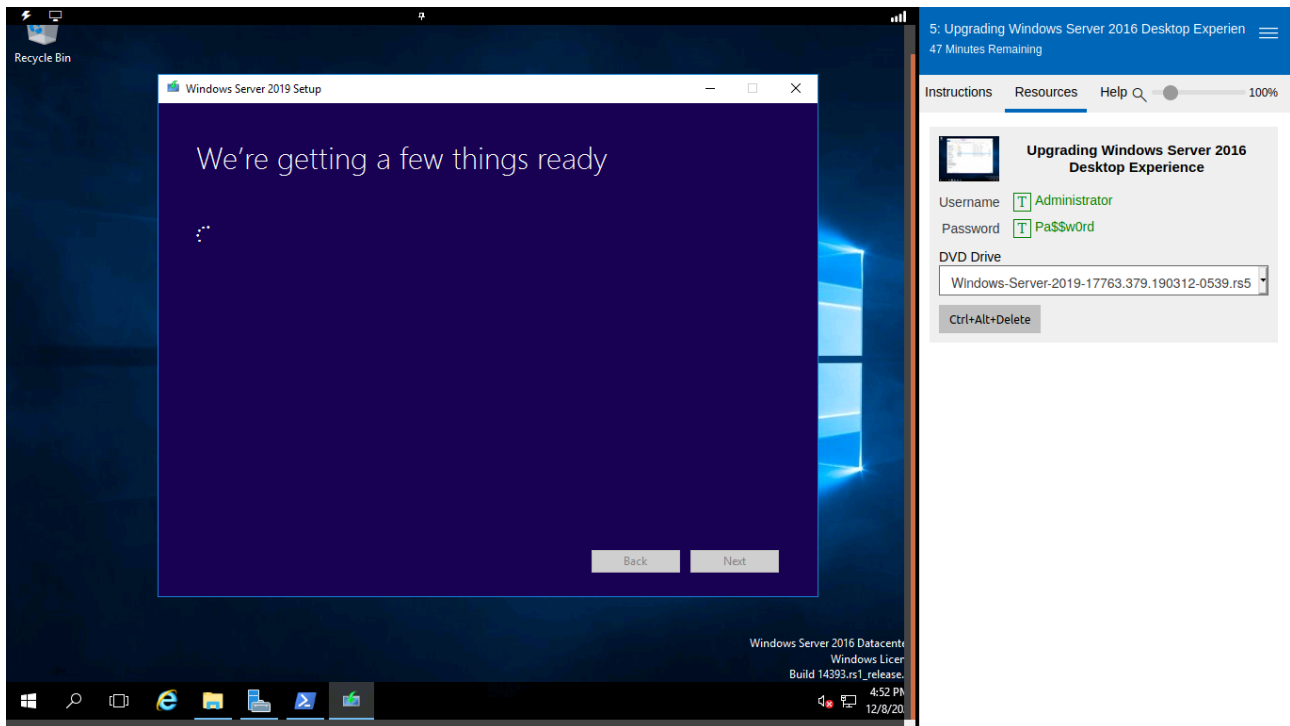 Recycle Bin
Windows Server 2019 Setup
We're getting a few things ready
Back
Next
Windows Server 2016 Datacente
Windows Licen
Build 14393.rs1_release.
4:52 PM
12/8/20
5: Upgrading Windows Server 2016 Desktop Experien
47 Minutes Remaining
Instructions
Resources
Help
100%
Upgrading Windows Server 2016
Desktop Experience
Username
T Administrator
Password
T Pa$$w0rd
DVD Drive
Windows-Server-2019-17763.379.190312-0539.rs5
Ctrl+Alt+Delete